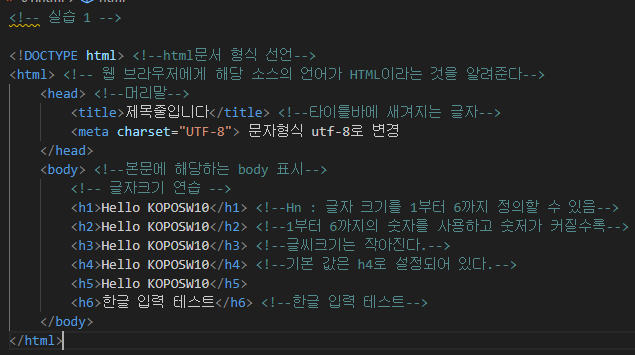 <!-- 실습 1 -->
<!DOCTYPE html> <!--html문서 형식 선언-->
<html> <!-- 웹 브라우저에게 해당 소스의 언어가 HTML이라는 것을 알려준다-->
<head> <!--머리말-->
<title>제목줄입니다</title> <!--타이틀바에 새겨지는 글자-->
<meta charset="UTF-8"> 문자형식 utf-8로 변경
</head>
<body> <!--본문에 해당하는 body 표시-->
<!-- 글자크기 연습 -->
<h1>Hello KOPOSW10</h1> <!--Hn : 글자 크기를 1부터 6까지 정의할 수 있음-->
<h2>Hello KOPOSW10</h2> <!--1부터 6까지의 숫자를 사용하고 숫저가 커질수록-->
<h3>Hello KOPOSW10</h3> <!--글씨크기는 작아진다.-->
<h4>Hello KOPOSW10</h4> <!--기본 값은 h4로 설정되어 있다.-->
<h5>Hello KOPOSW10</h5>
<h6>한글 입력 테스트</h6> <!--한글 입력 테스트-->
</body>
</html>